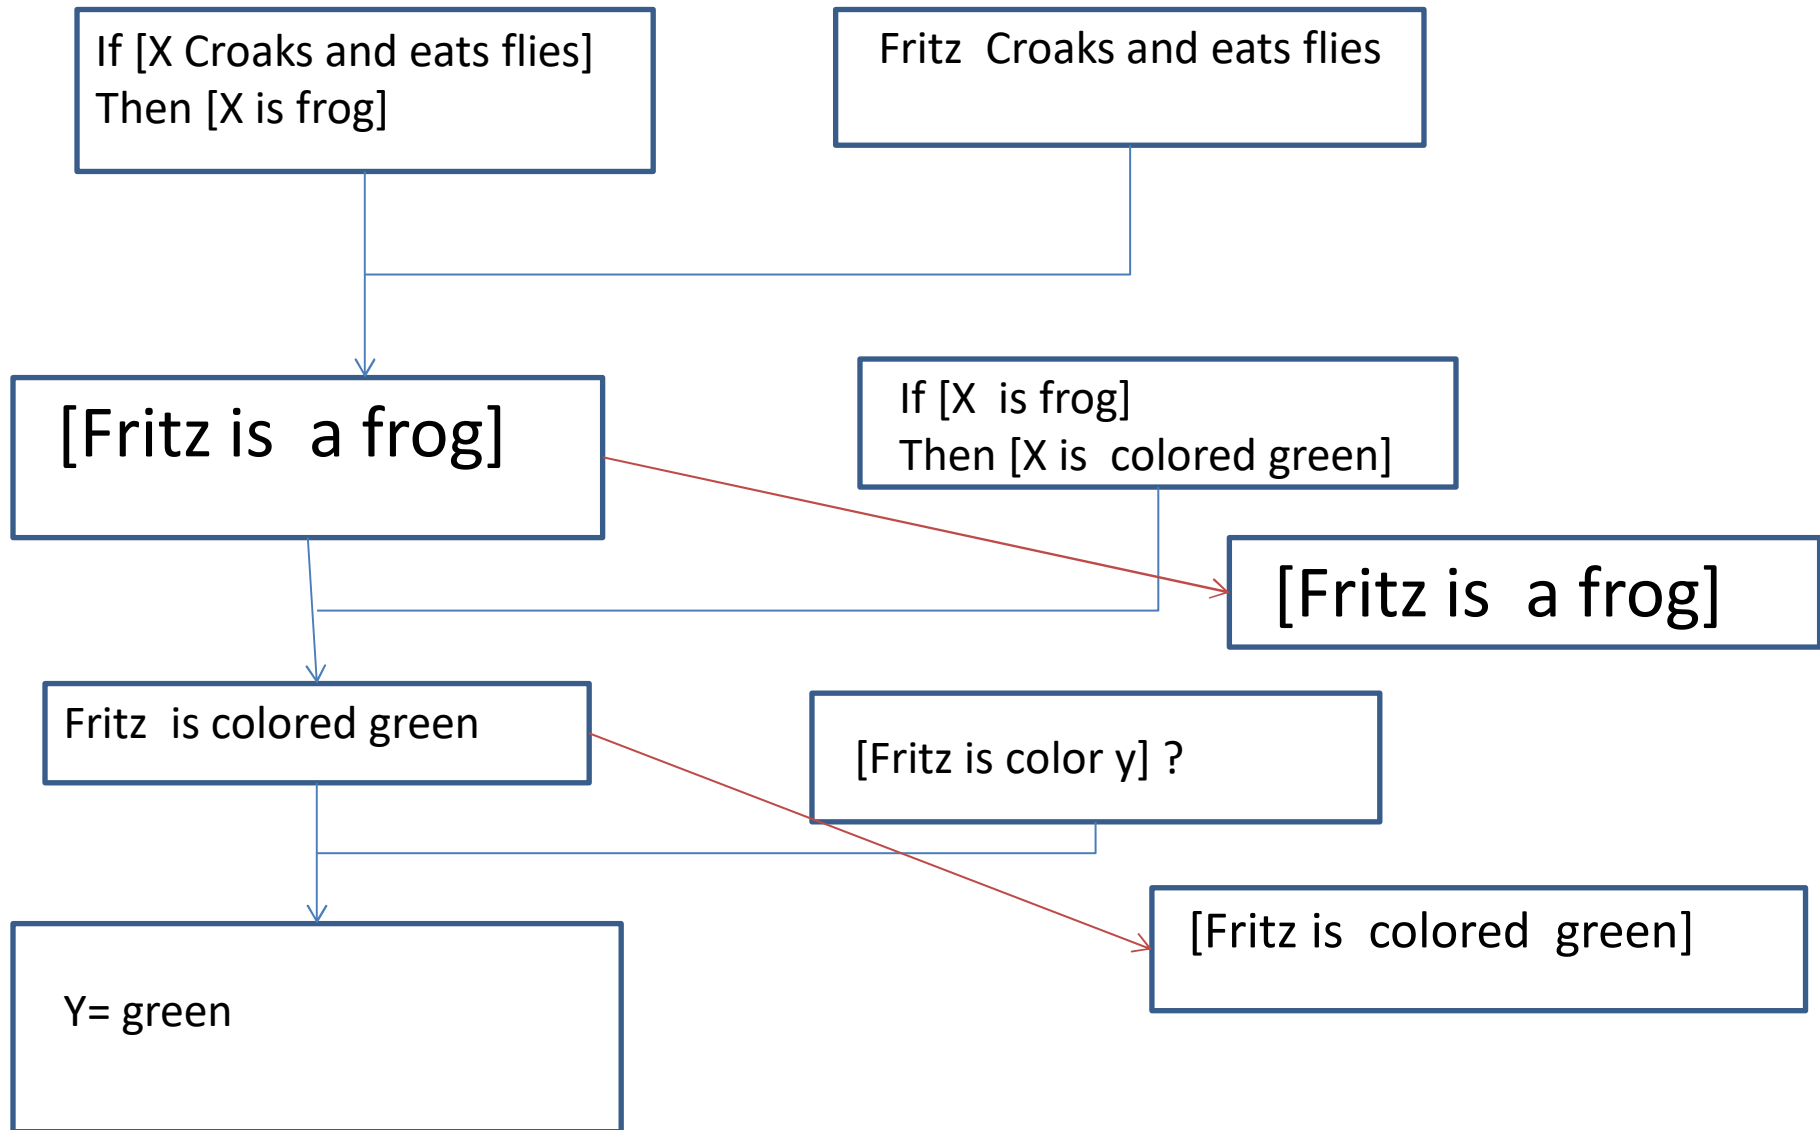 If [X Croaks and eats flies]
Then [X is frog]
Fritz  Croaks and eats flies
[Fritz is  a frog]
If [X  is frog]
Then [X is  colored green]
[Fritz is  a frog]
Fritz  is colored green
[Fritz is color y] ?
[Fritz is  colored  green]
Y= green